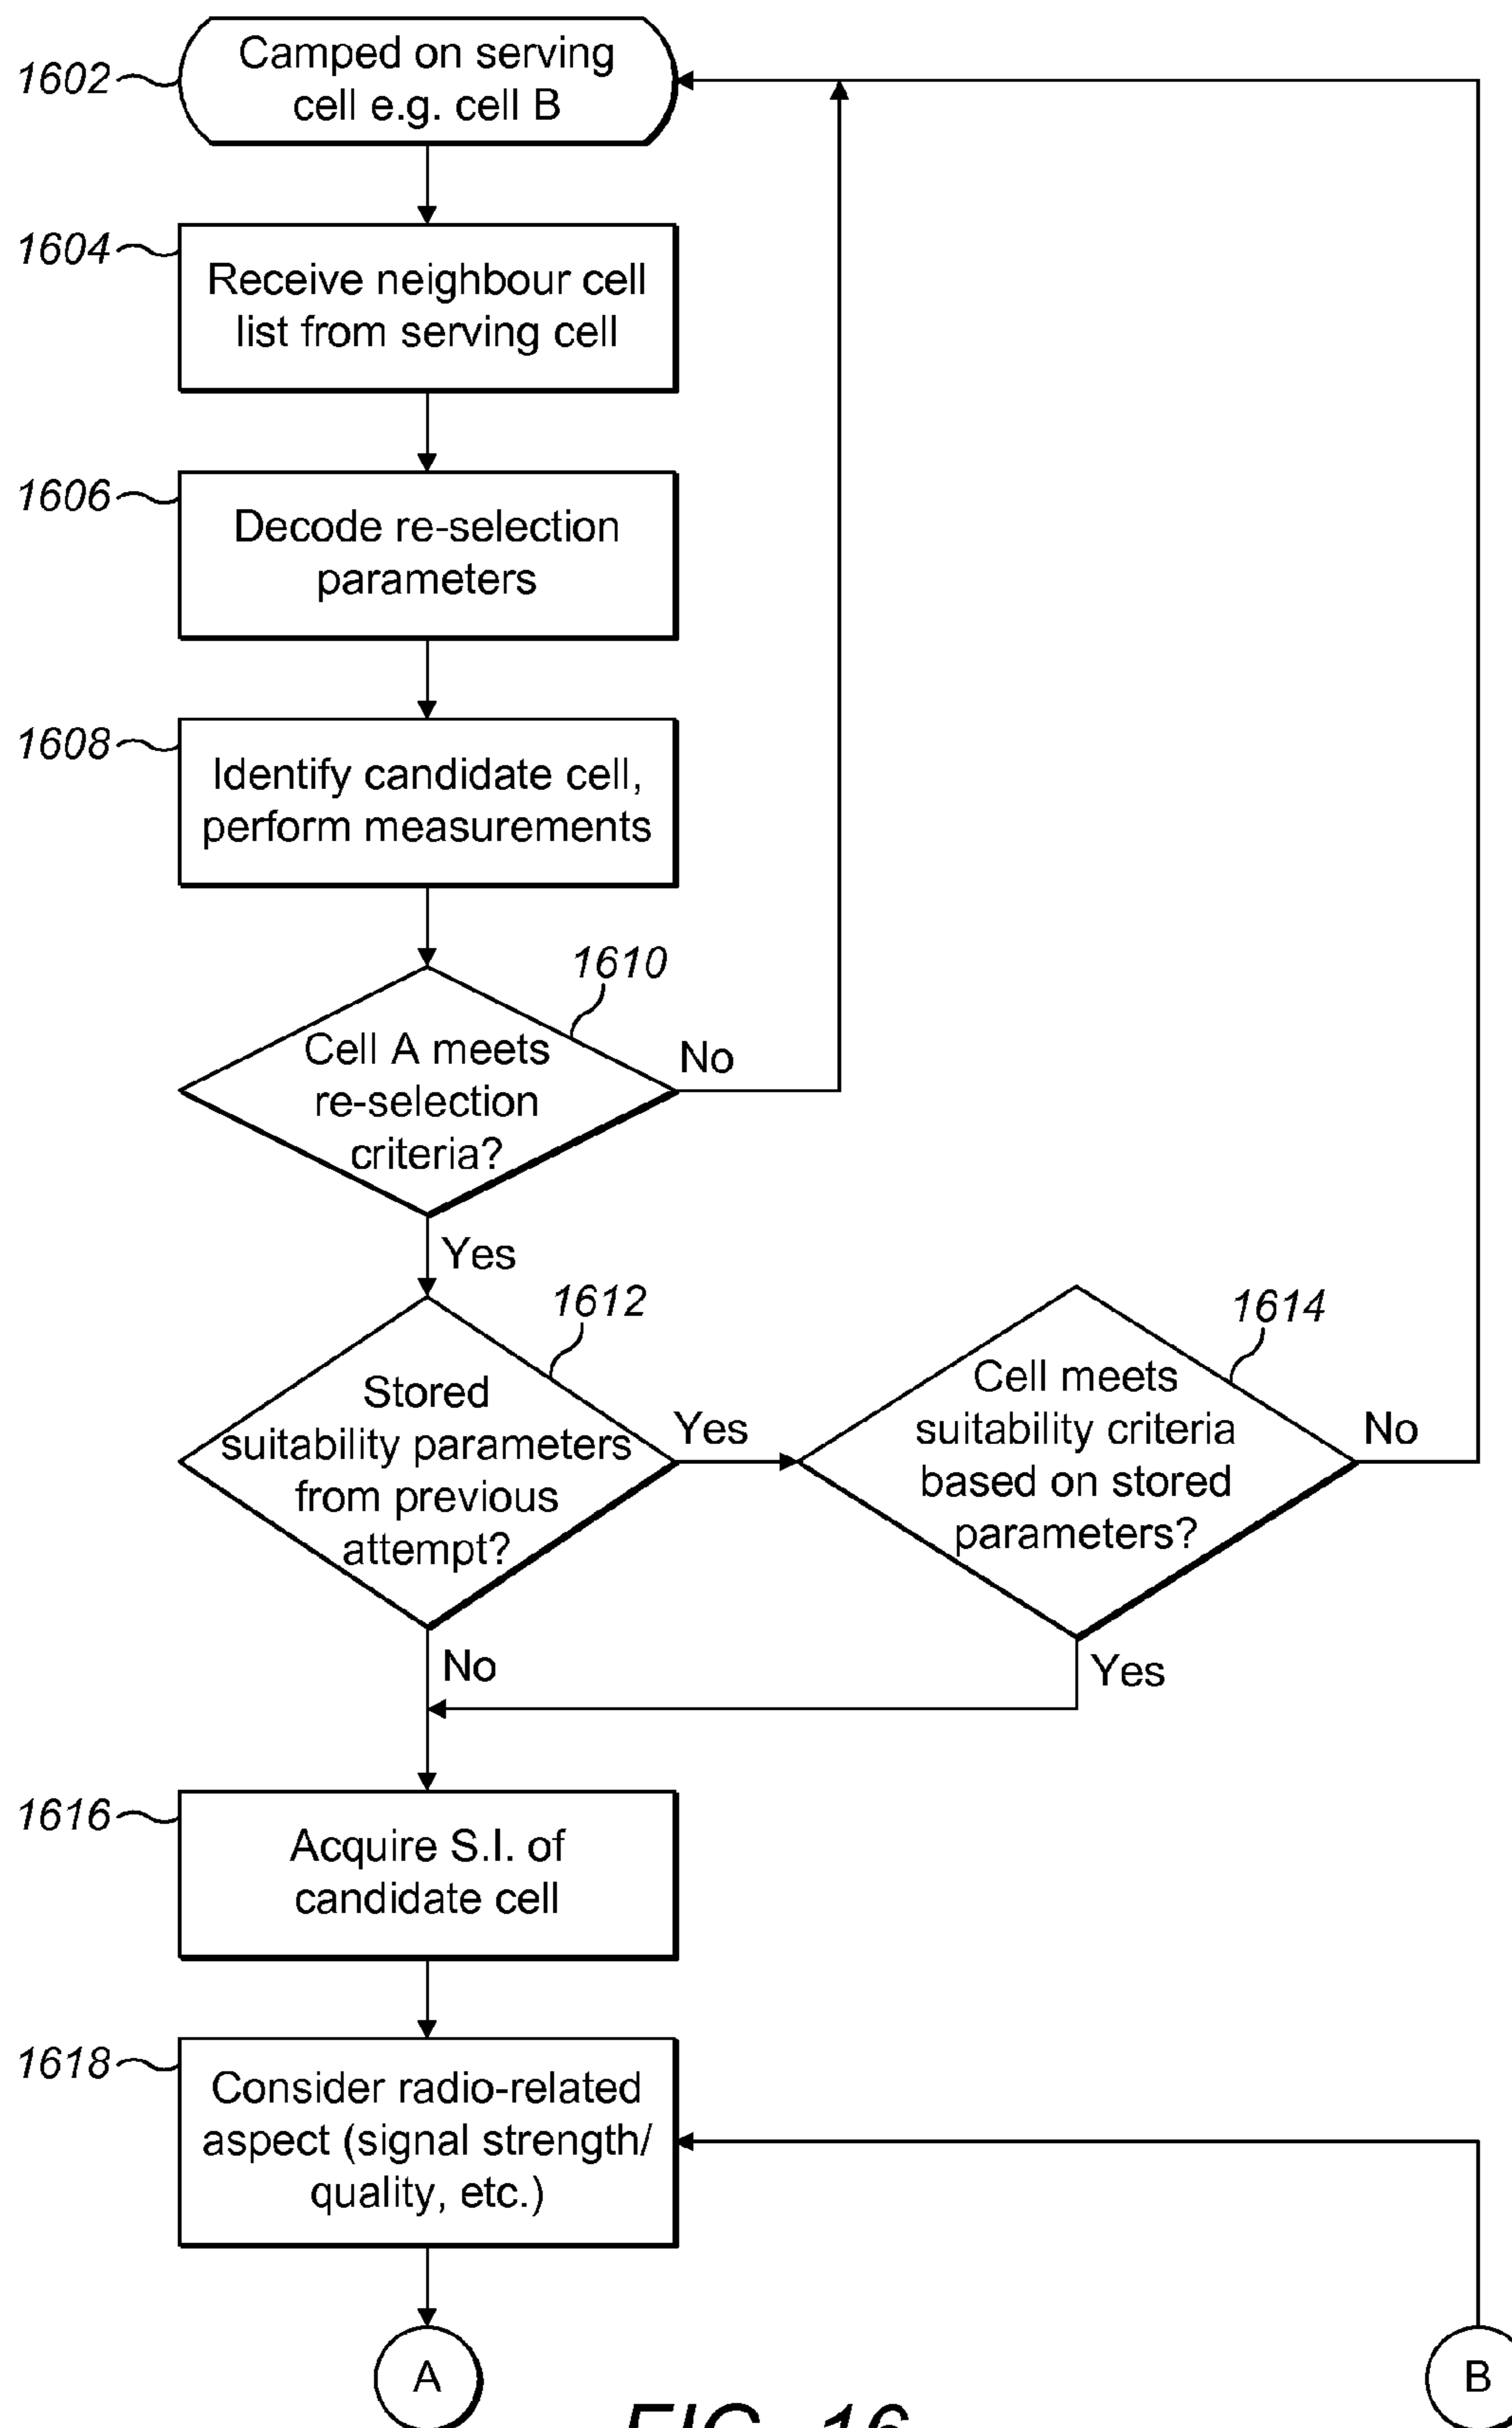 1602
Camped on serving
cell e.g. cell B
1604
Receive neighbour cell
list from serving cell
1606
Decode re-selection
parameters
1608
Identify candidate cell,
perform measurements
1610
Cell A meets
re-selection
criteria?
No
Yes
1612
Stored
suitability parameters
from previous
attempt?
Yes
1614
Cell meets
suitability criteria
based on stored
parameters?
No
No
Yes
1616
Acquire S.I. of
candidate cell
1618
Consider radio-related
aspect (signal strength/
quality, etc.)
A
B
FIG. 16